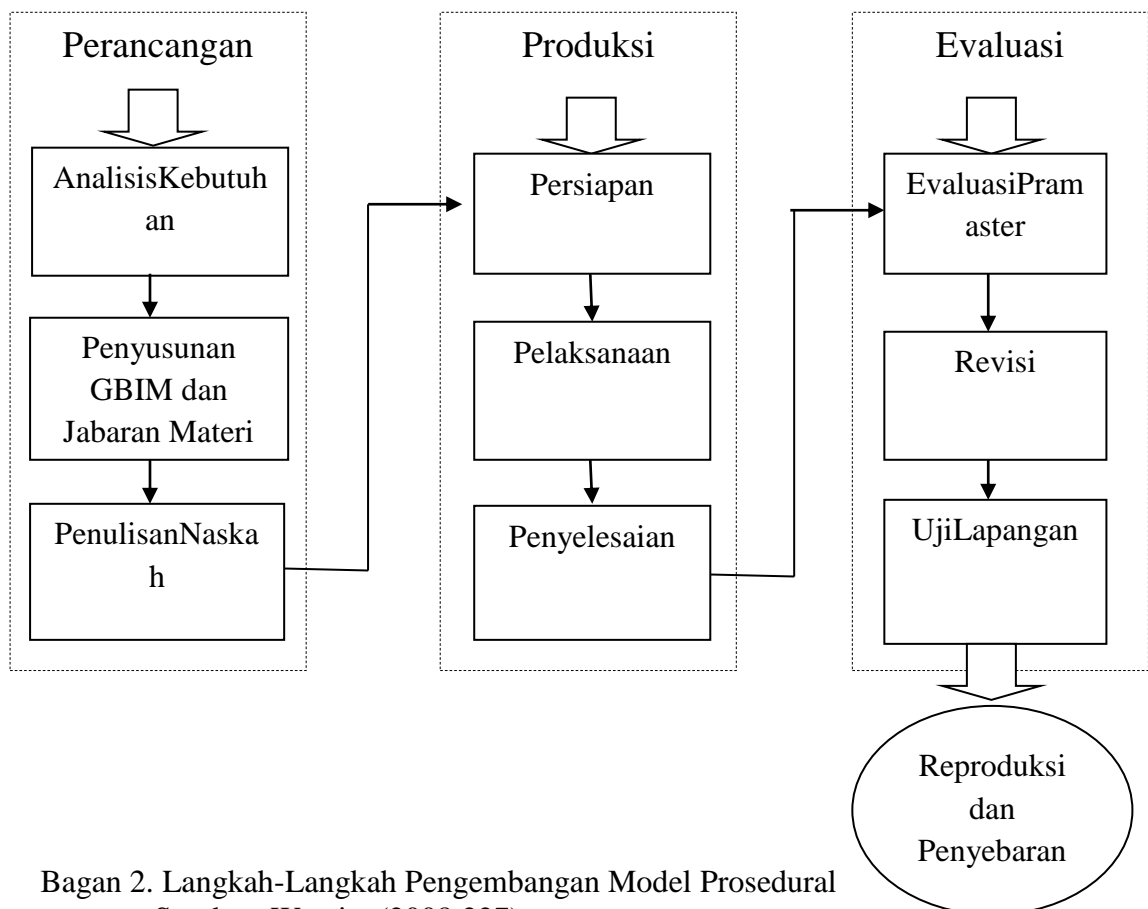 Perancangan
AnalisisKebutuh
an
Penyusunan
GBIM dan
Jabaran Materi
PenulisanNaska
h
Produksi
Persiapan
Pelaksanaan
Penyelesaian
Evaluasi
EvaluasiPram
aster
Revisi
UjiLapangan
Reproduksi
dan
Penyebaran
Bagan 2. Langkah-Langkah Pengembangan Model Prosedural